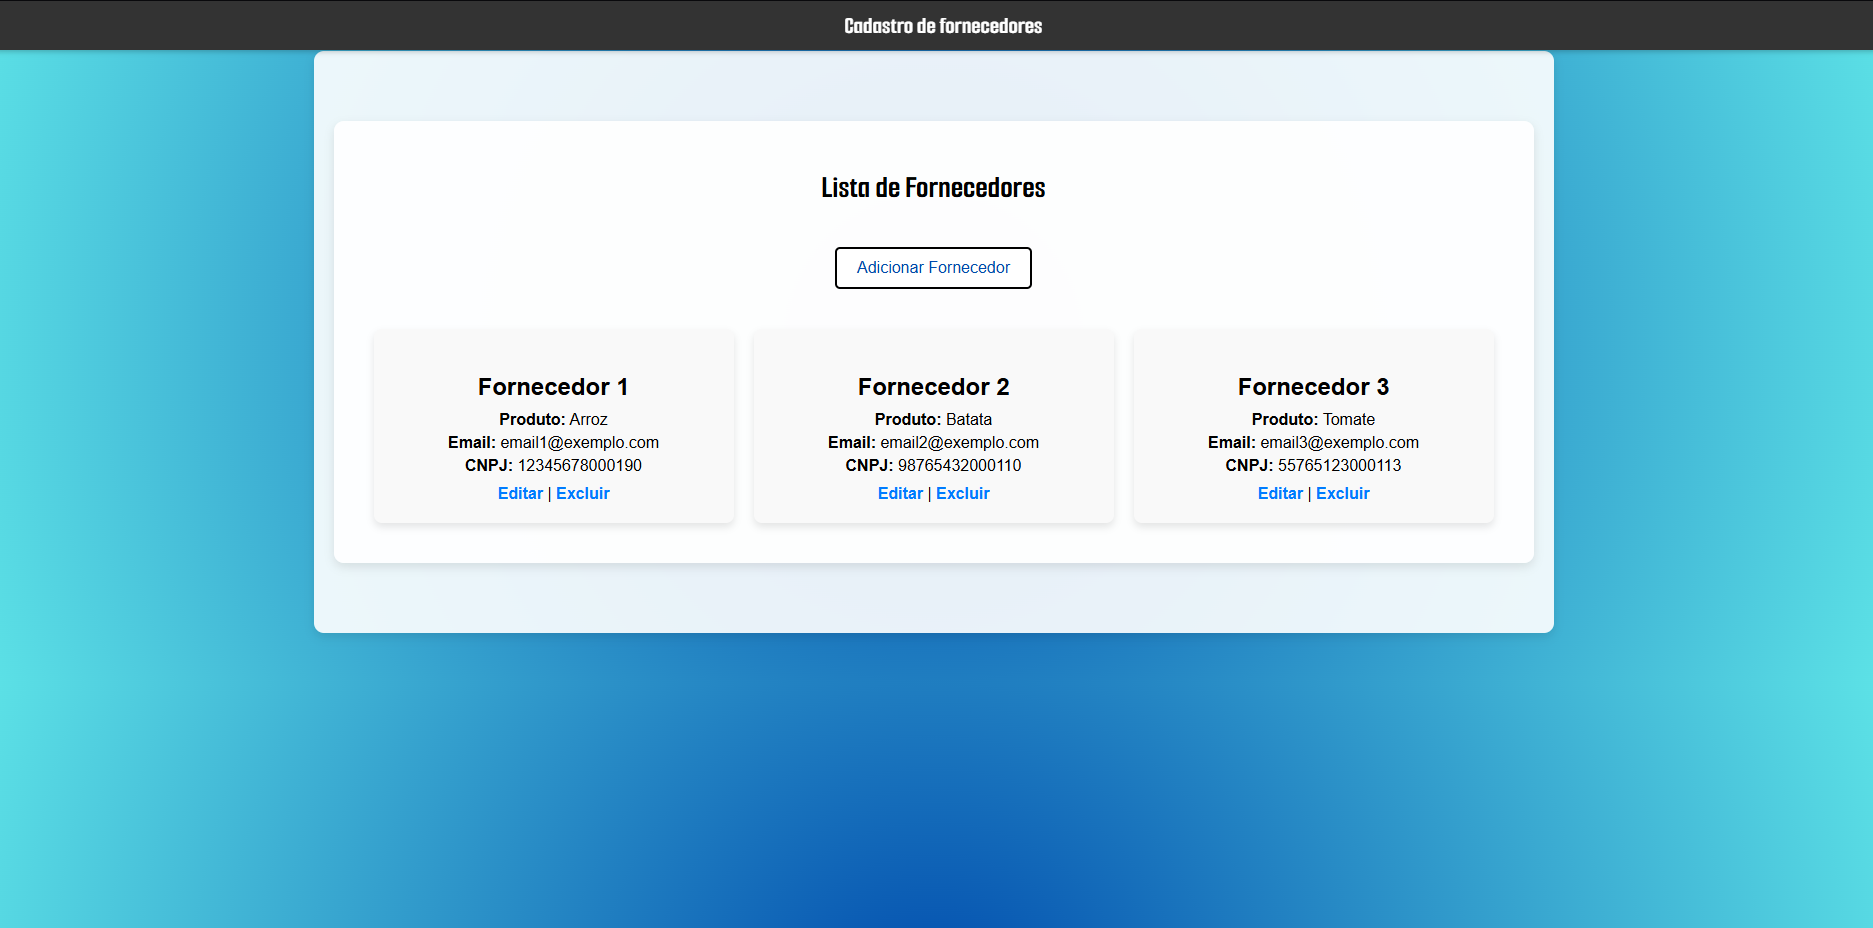 Cadastro de fornecedores
Lista de Fornecedores
Adicionar Fornecedor
Fornecedor 1
Produto: Arroz
Email: email1@exemplo.com
CNPJ: 12345678000190
Editar | Excluir
Fornecedor 2
Produto: Batata
Email: email2@exemplo.com
CNPJ: 98765432000110
Editar | Excluir
Fornecedor 3
Produto: Tomate
Email: email3@exemplo.com
CNPJ: 55765123000113
Editar | Excluir